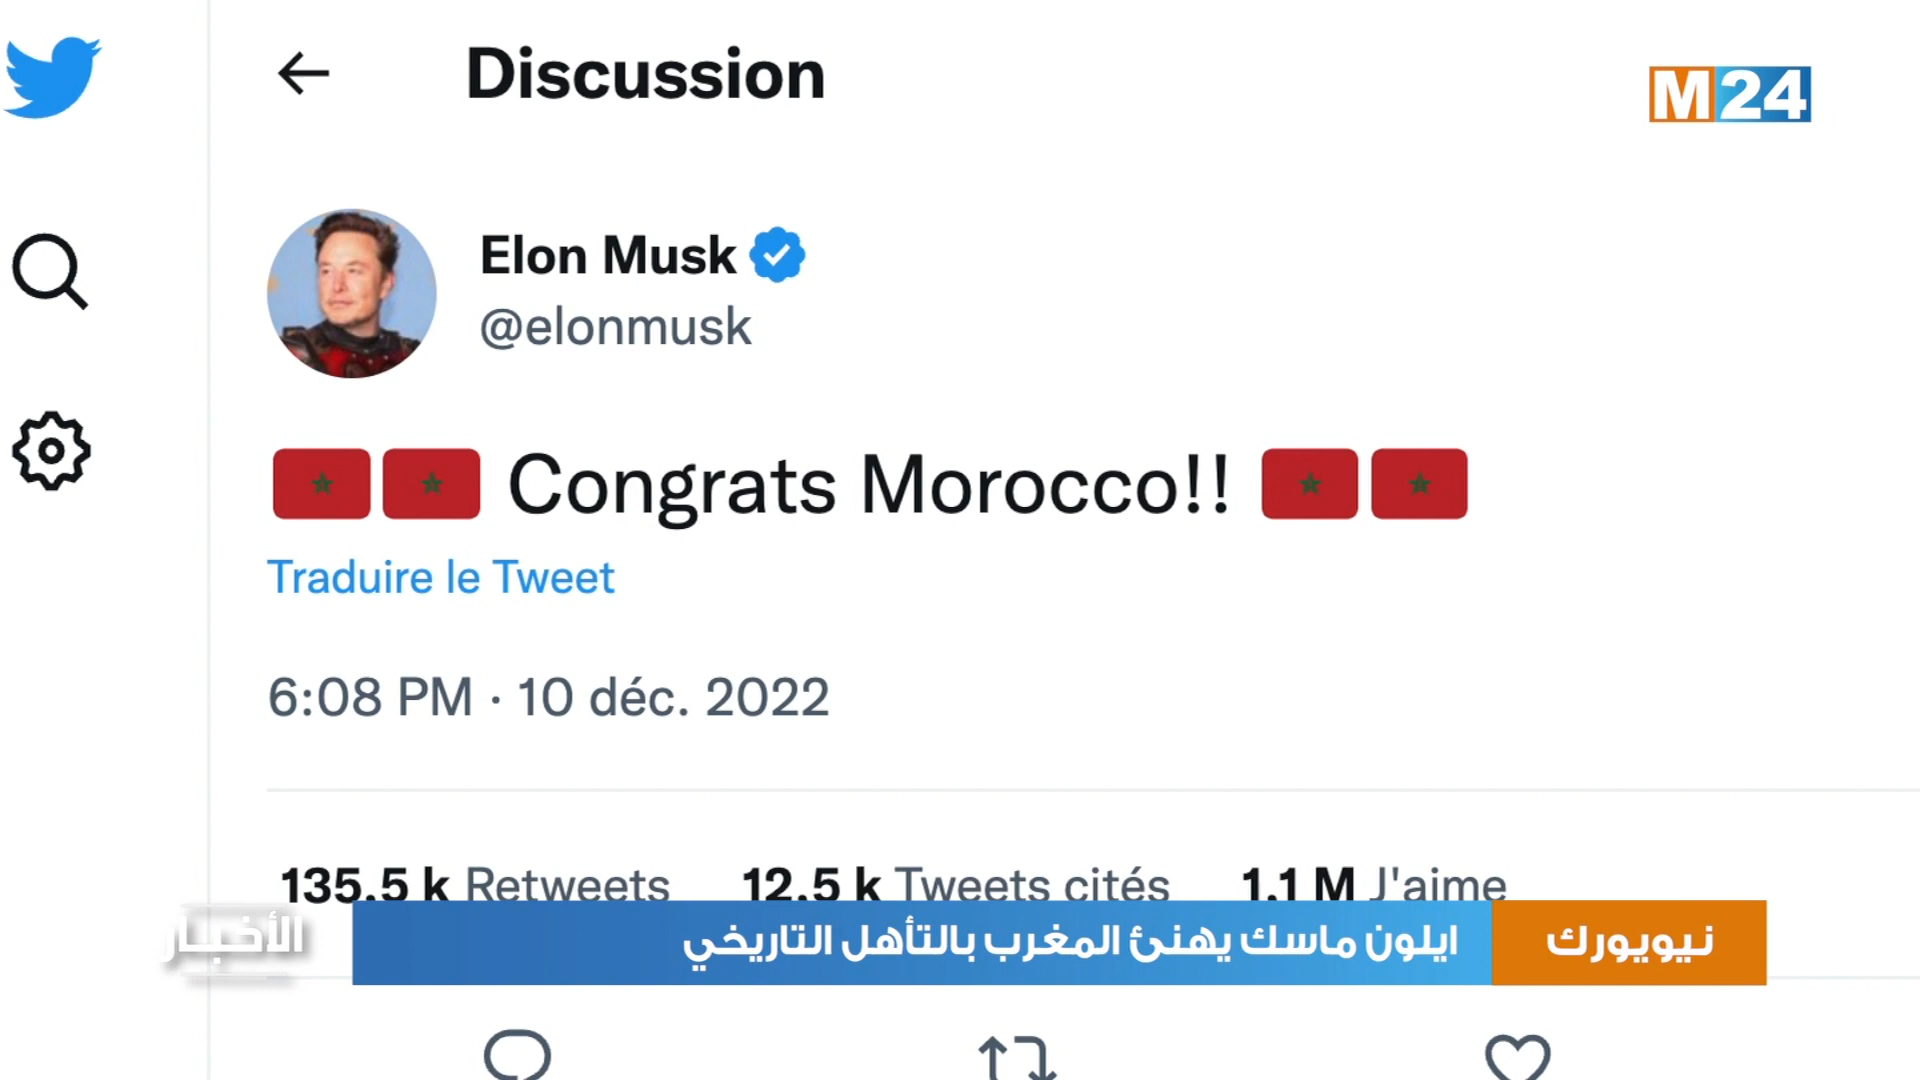 Discussion
M24
Elon Musk
@elonmusk
🇲🇦🇲🇦 Congrats Morocco!! 🇲🇦🇲🇦
Traduire le Tweet
6:08 PM · 10 déc. 2022
135,5 k Retweets 12,5 k Tweets cités 1,1 M J'aime
نيويورك
ايلون ماسك يهنئ المغرب بالتأهل التاريخي
الأخبار